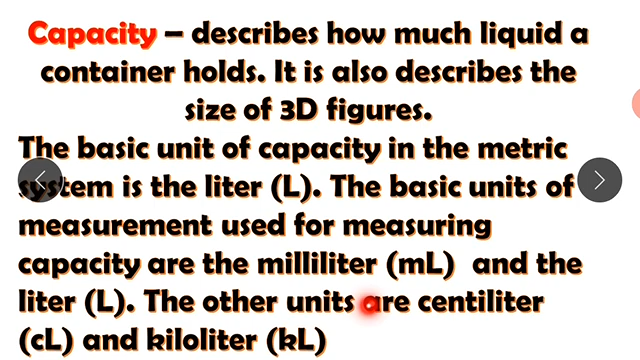 Capacity – describes how much liquid a
container holds. It is also describes the
size of 3D figures.
The basic unit of capacity in the metric
system is the liter (L). The basic units of
measurement used for measuring
capacity are the milliliter (mL) and the
liter (L). The other units are centiliter
(cL) and kiloliter (kL)